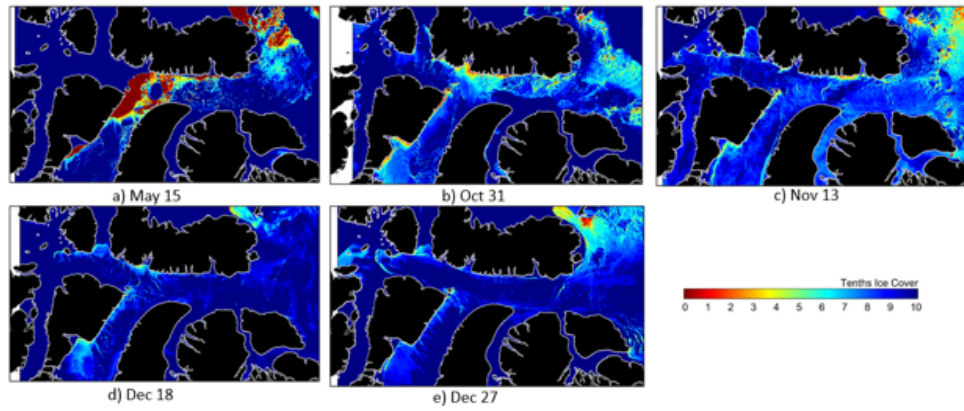 a) May 15
b) Oct 31
c) Nov 13
d) Dec 18
e) Dec 27
Tenths Ice Cover
0 1 2 3 4 5 6 7 8 9 10